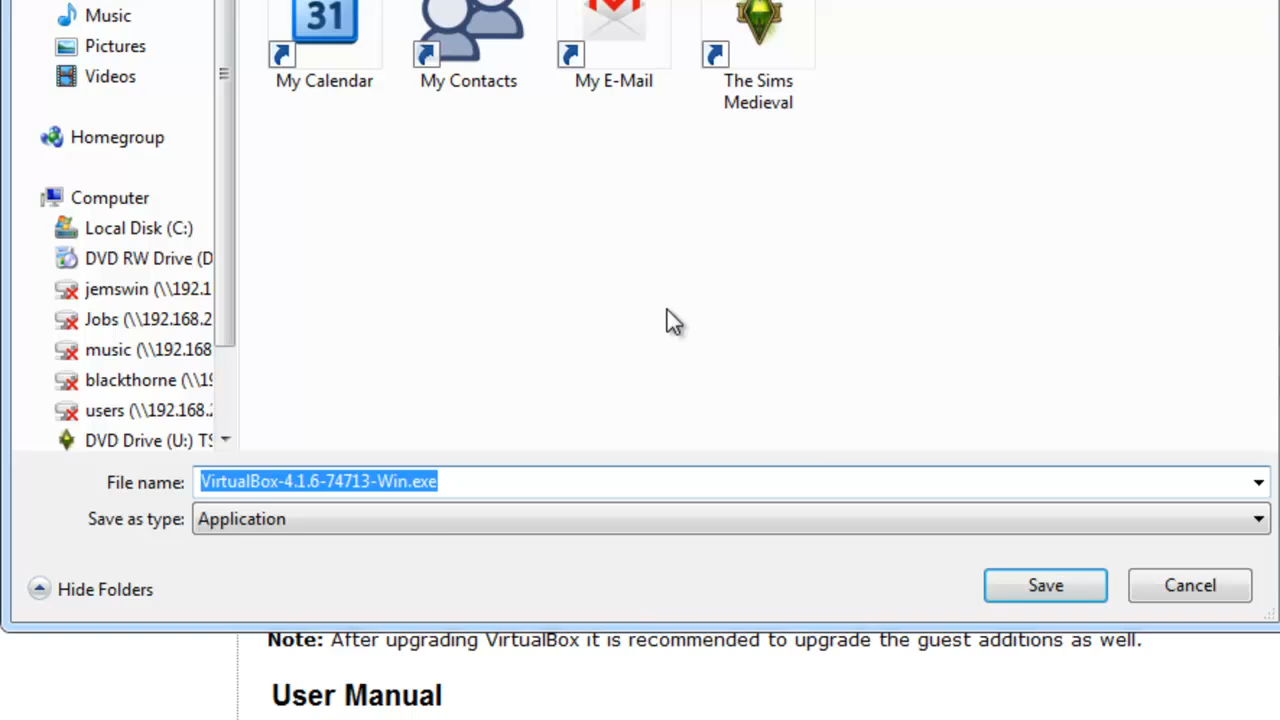 Music
Pictures
Videos
Homegroup
Computer
Local Disk (C:)
DVD RW Drive (D
jemswin (\\192.1
Jobs (\\192.168.2
music (\\192.168
blackthorne (\\19
users (\\192.168.2
DVD Drive (U:) TS
31
My Calendar
My Contacts
My E-Mail
The Sims
Medieval
File name: VirtualBox-4.1.6-74713-Win.exe
Save as type: Application
Hide Folders
Save
Cancel
Note: After upgrading VirtualBox it is recommended to upgrade the guest additions as well.
User Manual